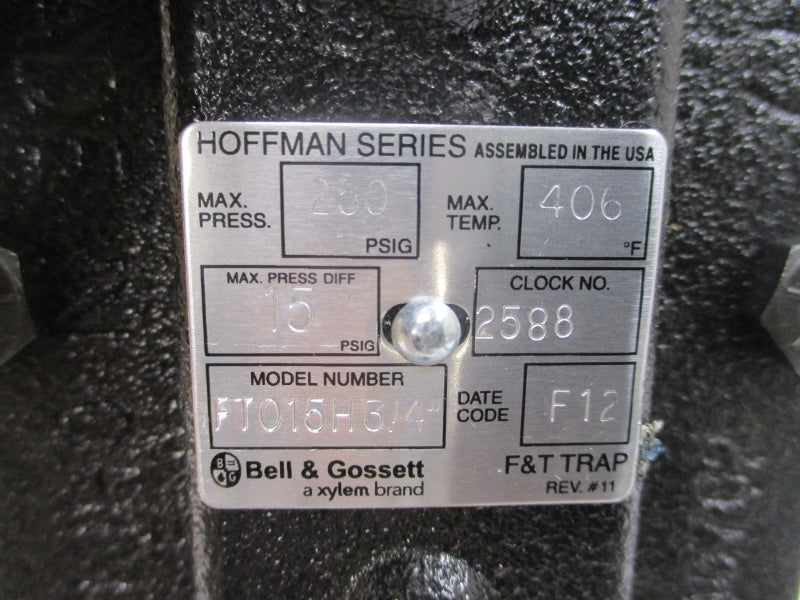 HOFFMAN SERIES ASSEMBLED IN THE USA
MAX. PRESS. 250 PSIG
MAX. TEMP. 406 °F
MAX. PRESS DIFF
15 PSIG
CLOCK NO.
2588
MODEL NUMBER
FT015H 3/4"
DATE CODE F12
B G
Bell & Gossett
a xylem brand
F&T TRAP
REV. #11